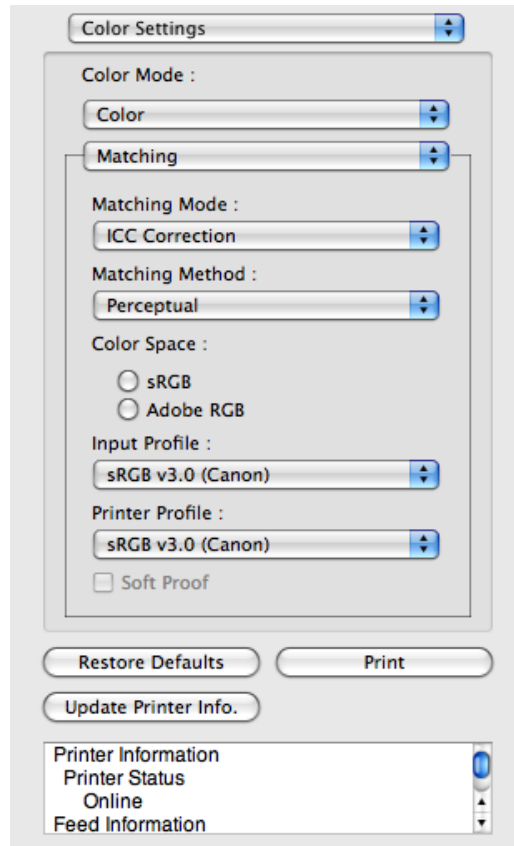 Color Settings
Color Mode :
Color
Matching
Matching Mode :
ICC Correction
Matching Method :
Perceptual
Color Space :
sRGB
Adobe RGB
Input Profile :
sRGB v3.0 (Canon)
Printer Profile :
sRGB v3.0 (Canon)
Soft Proof
Restore Defaults
Print
Update Printer Info.
Printer Information
Printer Status
Online
Feed Information